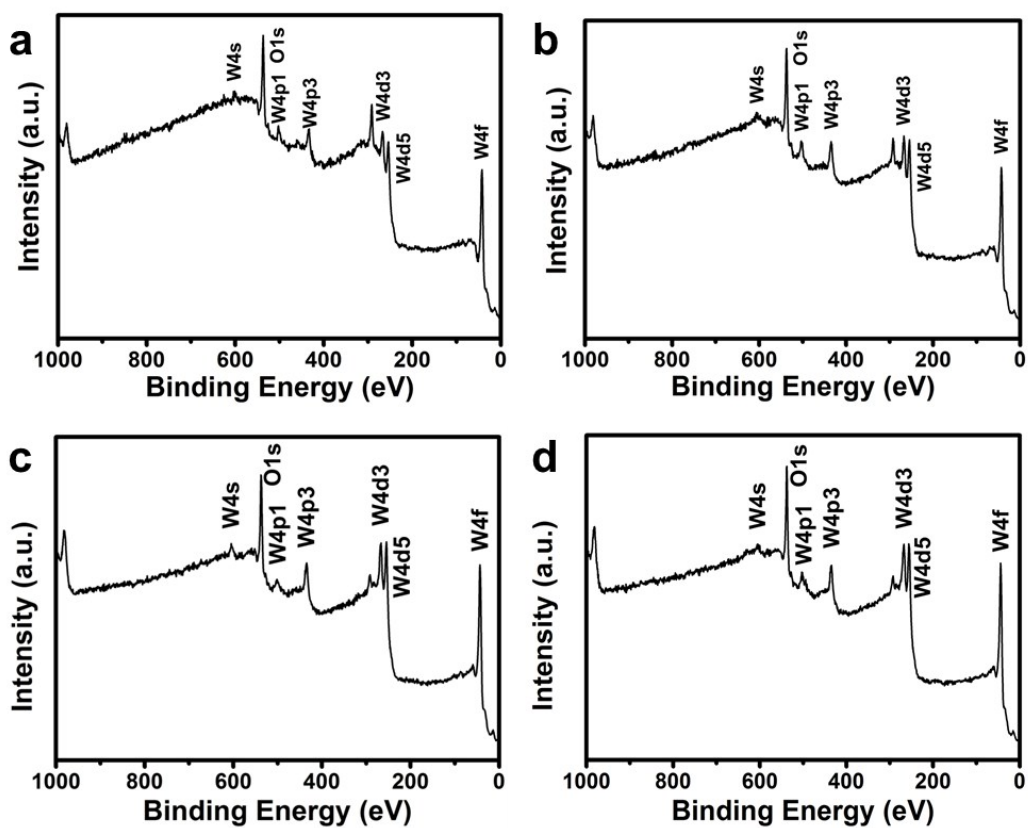 a
W4s
O1s
W4p1
W4p3
W4d3
W4d5
W4f
Intensity (a.u.)
1000 800 600 400 200 0
Binding Energy (eV)
b
W4s
O1s
W4p1
W4p3
W4d3
W4d5
W4f
Intensity (a.u.)
1000 800 600 400 200 0
Binding Energy (eV)
c
W4s
O1s
W4p1
W4p3
W4d3
W4d5
W4f
Intensity (a.u.)
1000 800 600 400 200 0
Binding Energy (eV)
d
W4s
O1s
W4p1
W4p3
W4d3
W4d5
W4f
Intensity (a.u.)
1000 800 600 400 200 0
Binding Energy (eV)